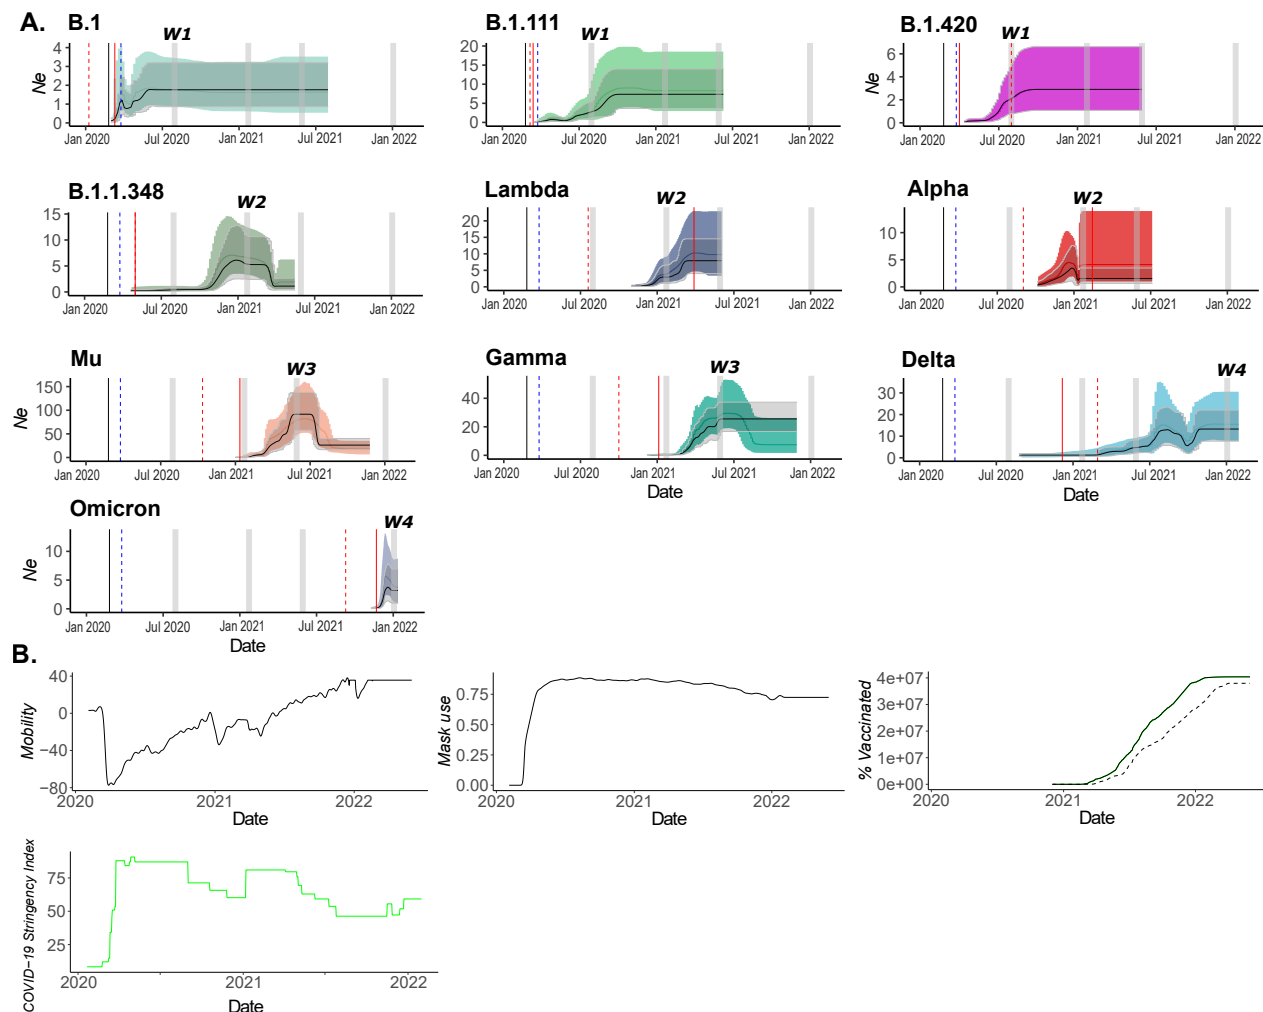 A.
B.1
W1
Ne
4
3
2
1
0
Jan 2020
Jul 2020
Jan 2021
Jul 2021
Jan 2022
B.1.111
W1
20
15
10
5
0
Jan 2020
Jul 2020
Jan 2021
Jul 2021
Jan 2022
B.1.420
W1
Ne
6
4
2
0
Jan 2020
Jul 2020
Jan 2021
Jul 2021
Jan 2022
B.1.1.348
W2
15
10
5
0
Jan 2020
Jul 2020
Jan 2021
Jul 2021
Jan 2022
Lambda
W2
20
15
10
5
0
Jan 2020
Jul 2020
Jan 2021
Jul 2021
Jan 2022
Alpha
W2
10
5
0
Jan 2020
Jul 2020
Jan 2021
Jul 2021
Jan 2022
Mu
W3
Ne
150
100
50
0
Jan 2020
Jul 2020
Jan 2021
Jul 2021
Jan 2022
Gamma
W3
40
20
0
Jan 2020
Jul 2020
Jan 2021
Jul 2021
Jan 2022
Date
Delta
W4
30
20
10
0
Jan 2020
Jul 2020
Jan 2021
Jul 2021
Jan 2022
Date
Omicron
W4
Ne
10
5
0
Jan 2020
Jul 2020
Jan 2021
Jul 2021
Jan 2022
Date
B.
Mobility
40
0
−40
−80
2020
2021
2022
Date
Mask use
0.75
0.50
0.25
0.00
2020
2021
2022
Date
% Vaccinated
4e+07
3e+07
2e+07
1e+07
0e+00
2020
2021
2022
Date
COVID−19 Stringency Index
75
50
25
2020
2021
2022
Date